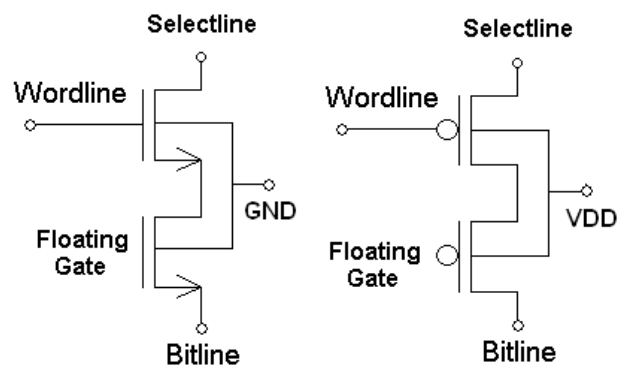 Selectline
Wordline
GND
Floating
Gate
Bitline
Selectline
Wordline
VDD
Floating
Gate
Bitline